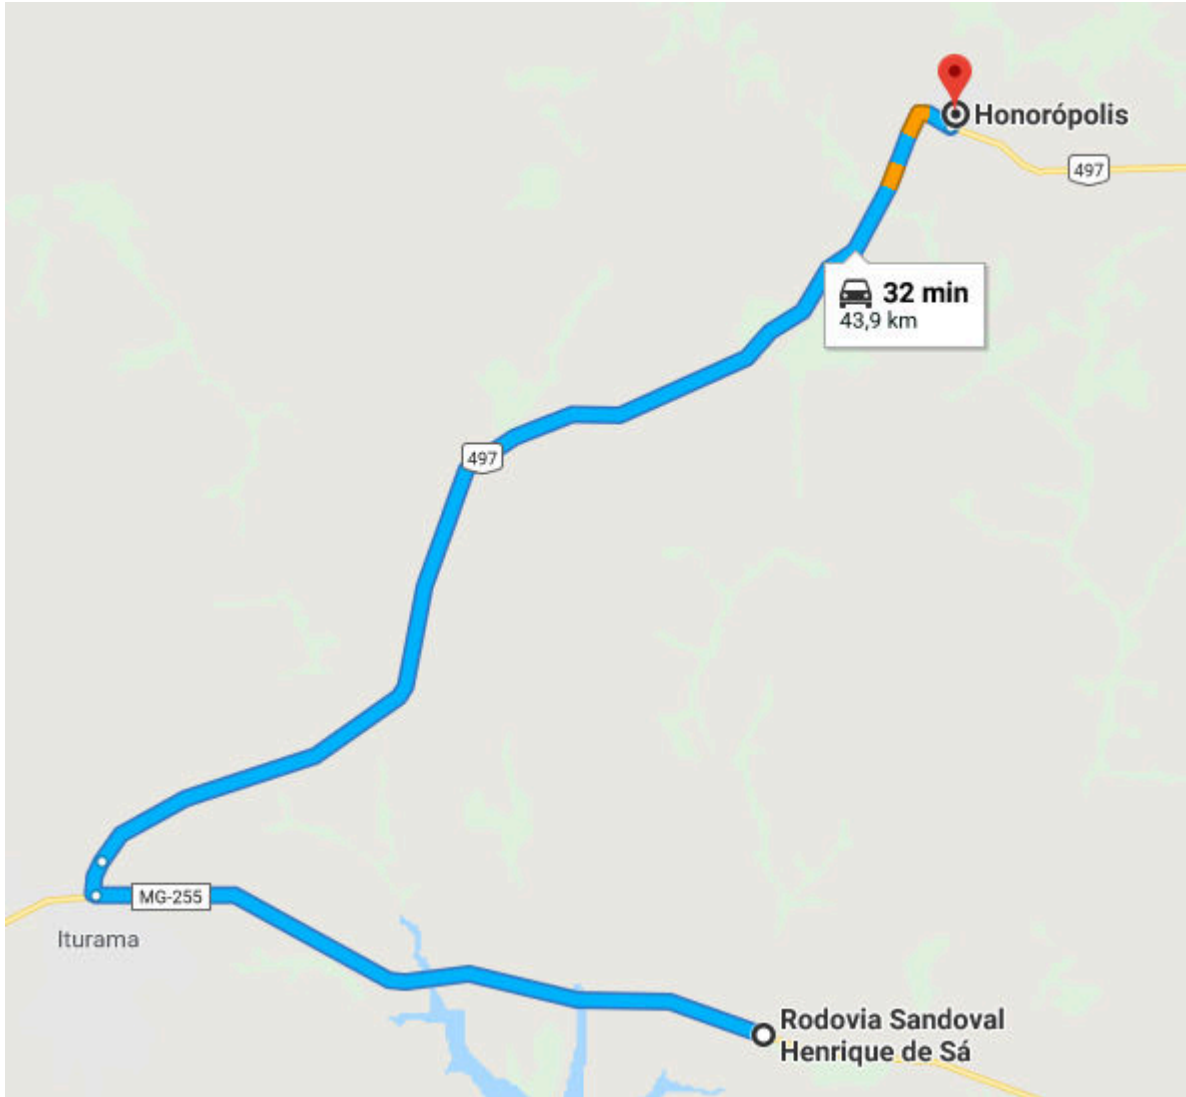 Honorópolis
497
32 min
43,9 km
497
MG-255
Iturama
Rodovia Sandoval
Henrique de Sá